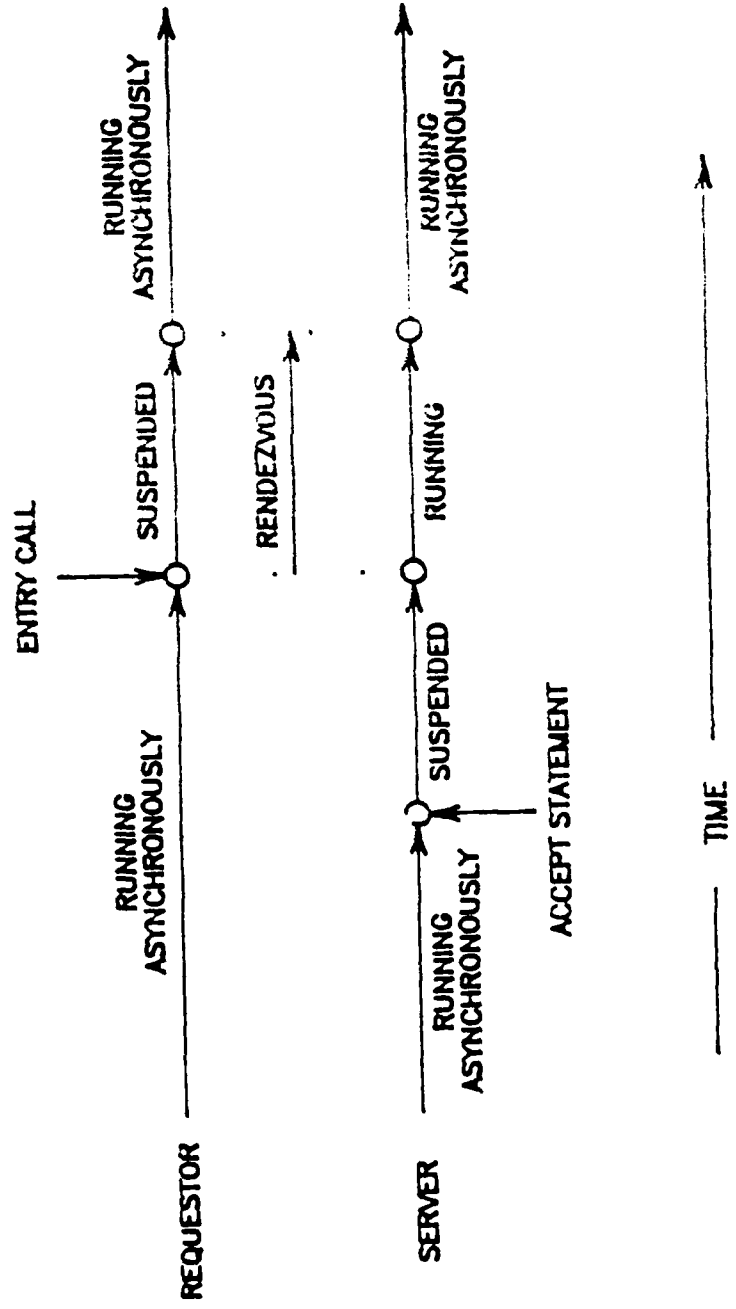 ENTRY CALL
REQUESTOR
RUNNING
ASYNCHRONOUSLY
SUSPENDED
RUNNING
ASYNCHRONOUSLY
RENDEZVOUS
SERVER
RUNNING
ASYNCHRONOUSLY
SUSPENDED
RUNNING
RUNNING
ASYNCHRONOUSLY
ACCEPT STATEMENT
TIME